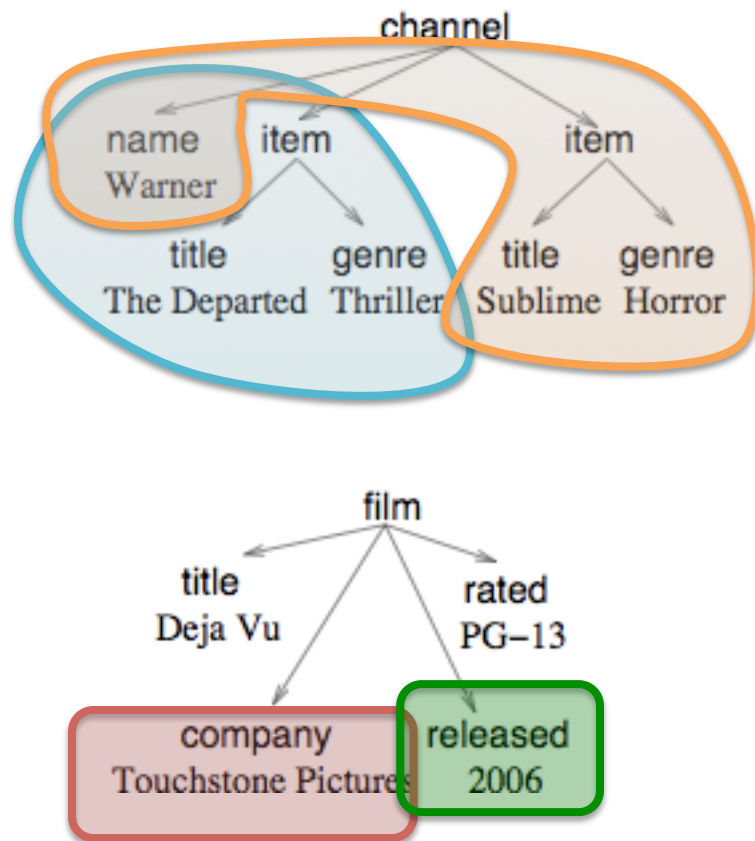 channel
name item item
Warner
title genre title genre
The Departed Thriller Sublime Horror
film
title rated
Deja Vu PG-13
company released
Touchstone Pictures 2006